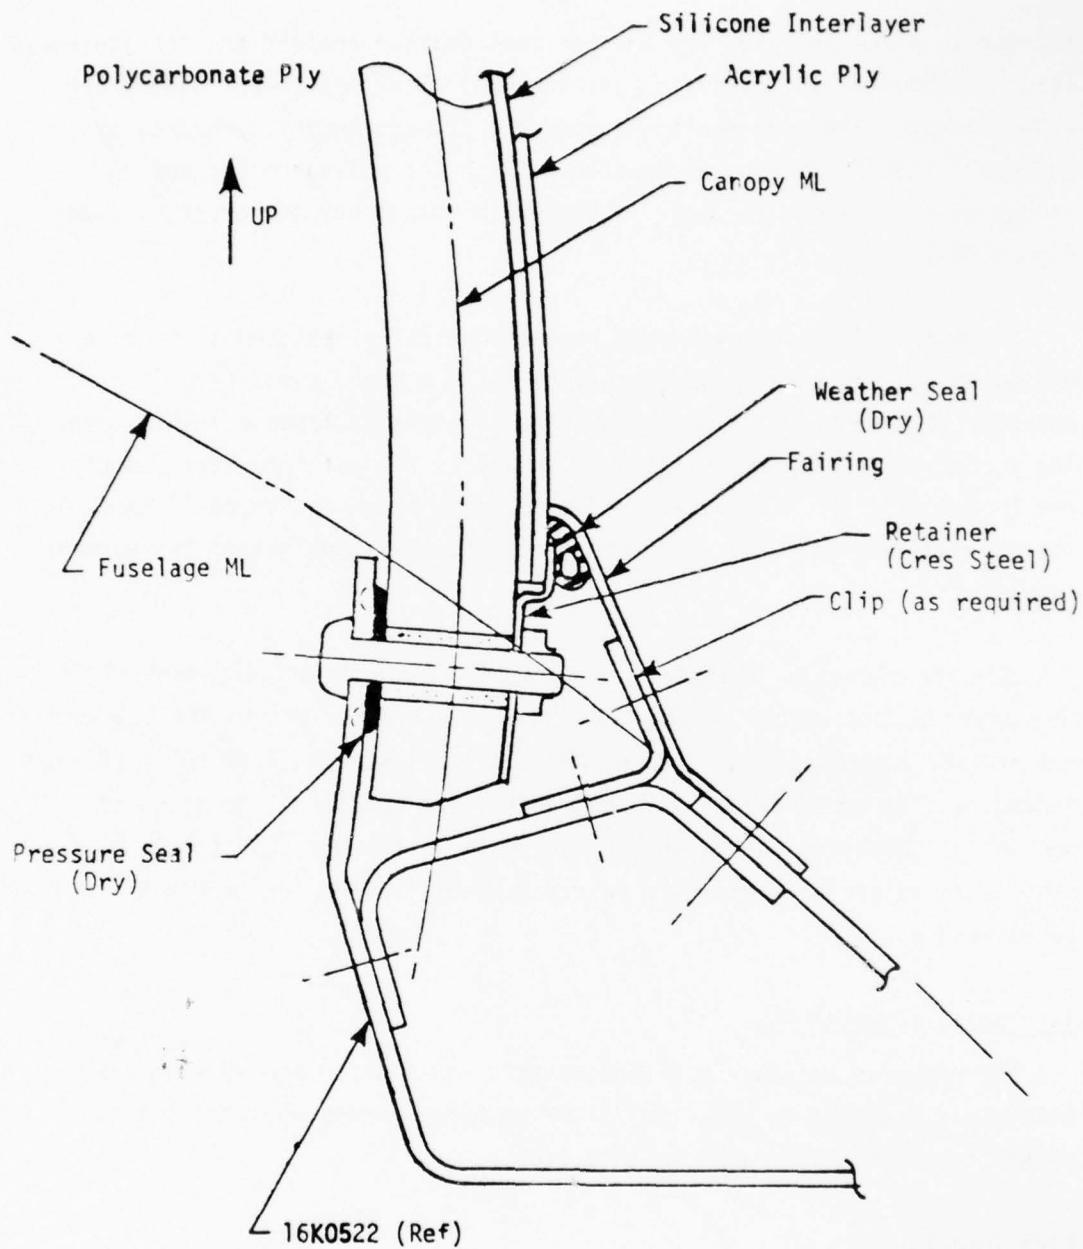 Silicone Interlayer
Polycarbonate Ply
Acrylic Ply
Canopy ML
UP
Weather Seal
(Dry)
Fairing
Retainer
(Cres Steel)
Fuselage ML
Clip (as required)
Pressure Seal
(Dry)
16K0522 (Ref)